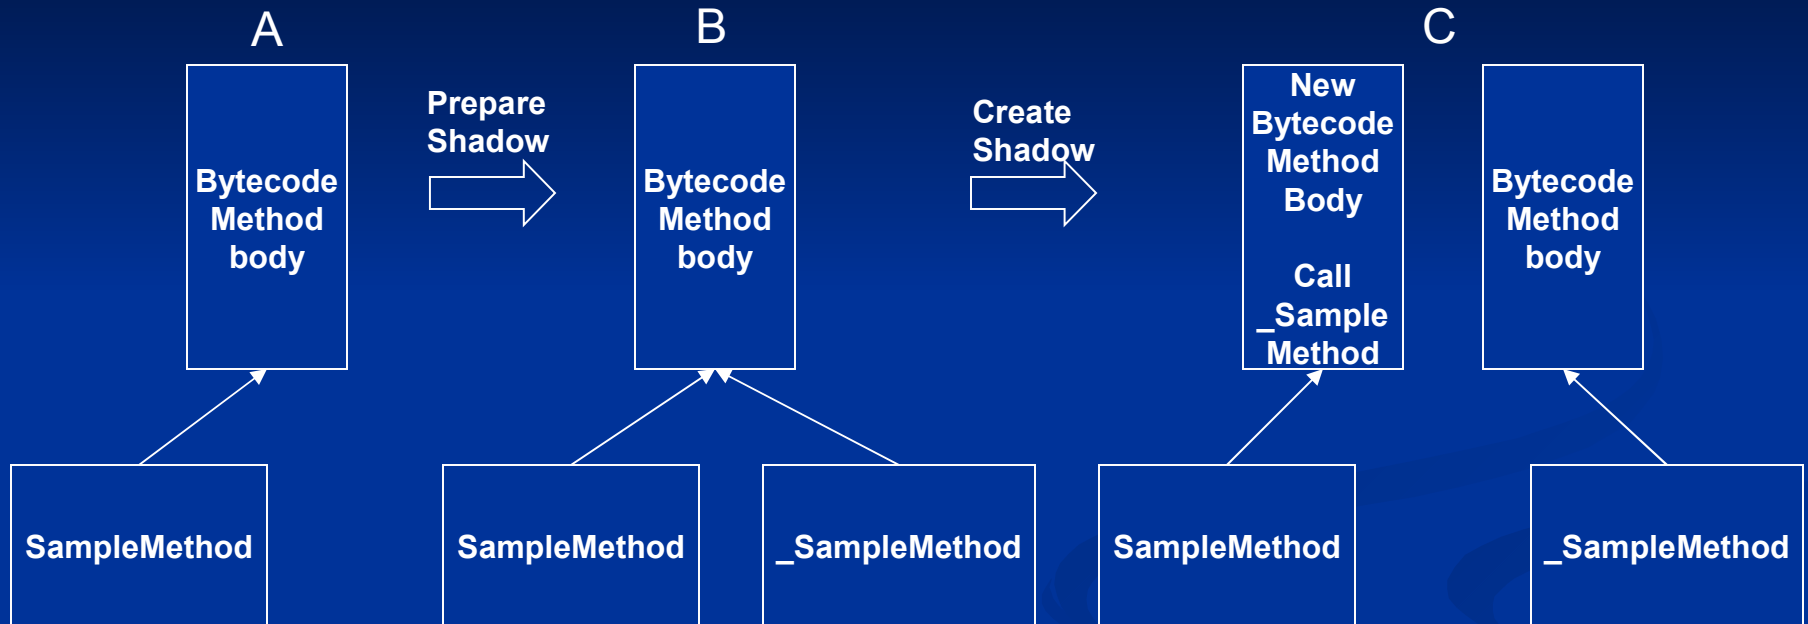 A
B
C
Bytecode
Method
body
Prepare
Shadow
Bytecode
Method
body
Create
Shadow
New
Bytecode
Method
Body
Call
_Sample
Method
Bytecode
Method
body
SampleMethod
SampleMethod
_SampleMethod
SampleMethod
_SampleMethod